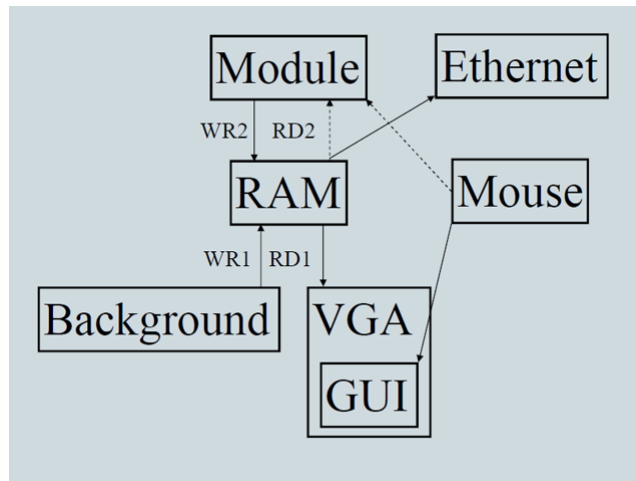 Module
Ethernet
WR2
RD2
RAM
Mouse
WR1
RD1
Background
VGA
GUI